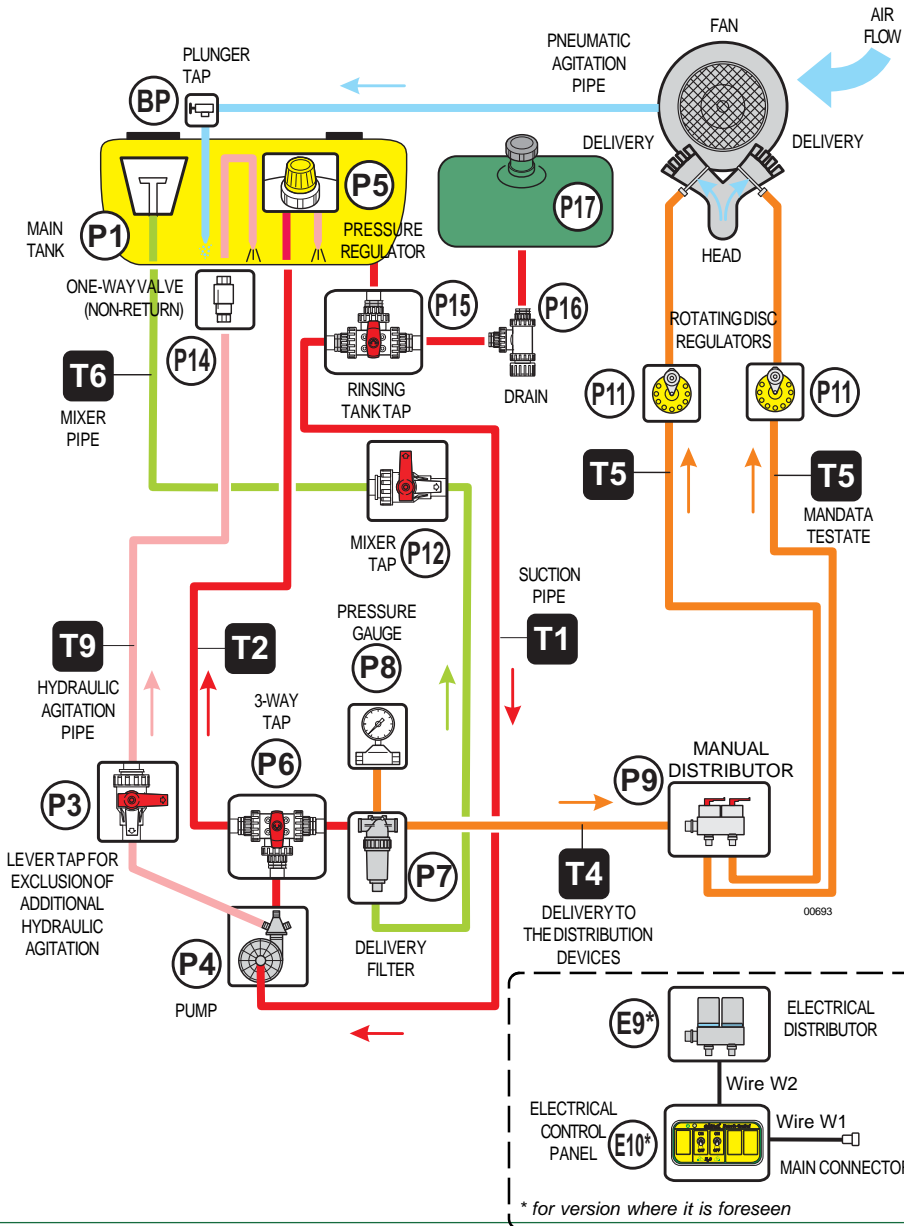 AIR
FLOW
FAN
PNEUMATIC
AGITATION
PIPE
PLUNGER
TAP
BP
DELIVERY
DELIVERY
P5
P17
MAIN
TANK
P1
PRESSURE
REGULATOR
HEAD
ONE-WAY VALVE
(NON-RETURN)
P15
P16
ROTATING DISC
REGULATORS
P14
T6
MIXER
PIPE
RINSING
TANK TAP
DRAIN
P11
P11
T5
T5
MANDATA
TESTATE
MIXER
TAP
P12
SUCTION
PIPE
PRESSURE
GAUGE
P8
T9
T2
T1
HYDRAULIC
AGITATION
PIPE
3-WAY
TAP
P6
MANUAL
DISTRIBUTOR
P9
P3
LEVER TAP FOR
EXCLUSION OF
ADDITIONAL
HYDRAULIC
AGITATION
P7
T4
00693
DELIVERY TO
THE DISTRIBUTION
DEVICES
DELIVERY
FILTER
P4
PUMP
E9*
ELECTRICAL
DISTRIBUTOR
Wire W2
ELECTRICAL
CONTROL
PANEL
E10*
Wire W1
MAIN CONNECTOR
* for version where it is foreseen